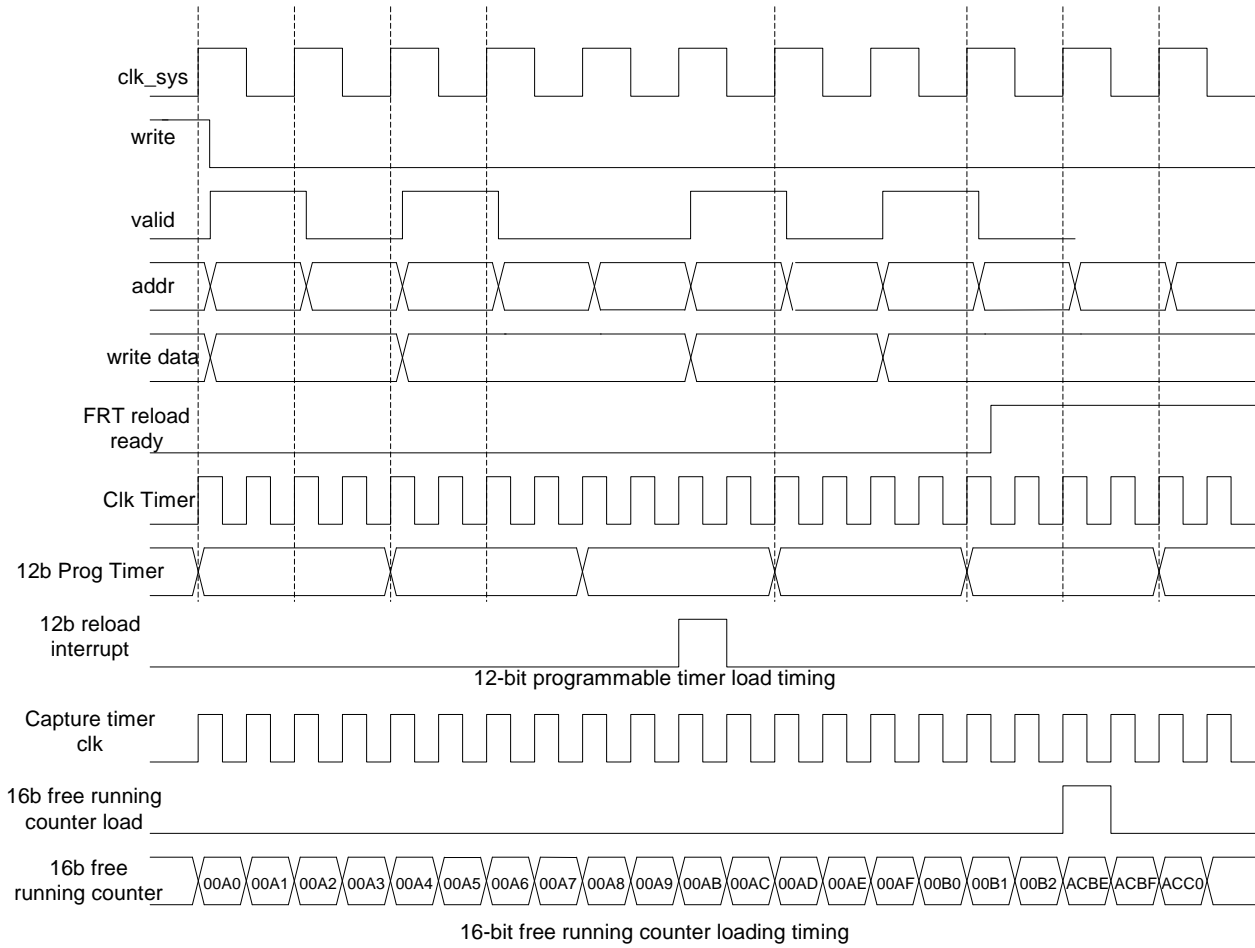 clk_sys
write
valid
addr
write data
FRT reload
ready
Clk Timer
12b Prog Timer
12b reload
interrupt
12-bit programmable timer load timing
Capture timer
clk
16b free running
counter load
16b free
running counter
00A0 00A1 00A2 00A3 00A4 00A5 00A6 00A7 00A8 00A9 00AB 00AC 00AD 00AE 00AF 00B0 00B1 00B2 ACBE ACBF ACC0
16-bit free running counter loading timing